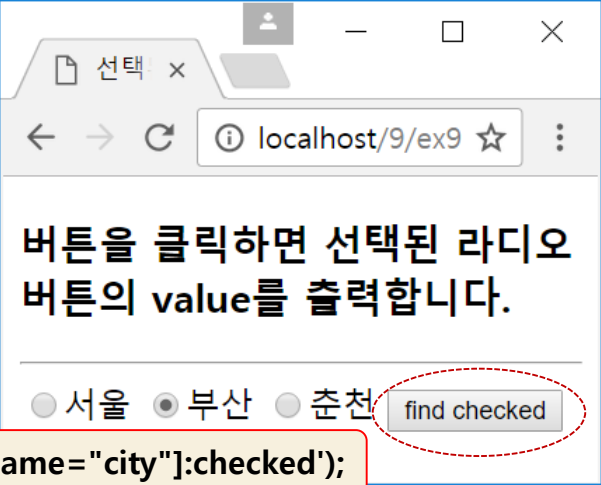 선택
localhost/9/ex9
버튼을 클릭하면 선택된 라디오
버튼의 value를 출력합니다.
서울 부산 춘천 find checked
ame="city"]:checked');